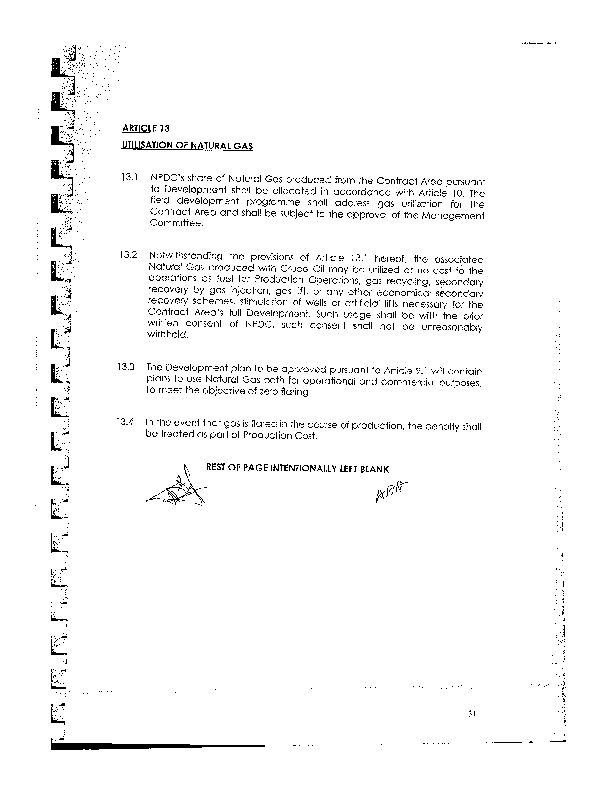 ARTICLE 13
UTILISATION OF NATURAL GAS
13.1 NPDC's share of Natural Gas produced from the Contract Area pursuant
to Development shall be allocated in accordance with Article 10. The
field development programme shall address gas utilisation for the
Contract Area and shall be subject to the approval of the Management
Committee.
13.2 Notwithstanding the provisions of Article 13.1 hereof, the associated
Natural Gas produced with Crude Oil may be utilized at no cost to the
operations as fuel for Production Operations, gas recycling, secondary
recovery by gas injection, gas lift, or any other economical secondary
recovery schemes, stimulation of wells or artificial lifts necessary for the
Contract Area's full Development. Such usage shall be with the prior
written consent of NPDC, such consent shall not be unreasonably
withheld.
13.3 The Development plan to be approved pursuant to Article 9.1 will contain
plans to use Natural Gas both for operational and commercial purposes,
to meet the objective of zero flaring
13.4 In the event that gas is flared in the course of production, the penalty shall
be treated as part of Production Cost.
REST OF PAGE INTENTIONALLY LEFT BLANK
31